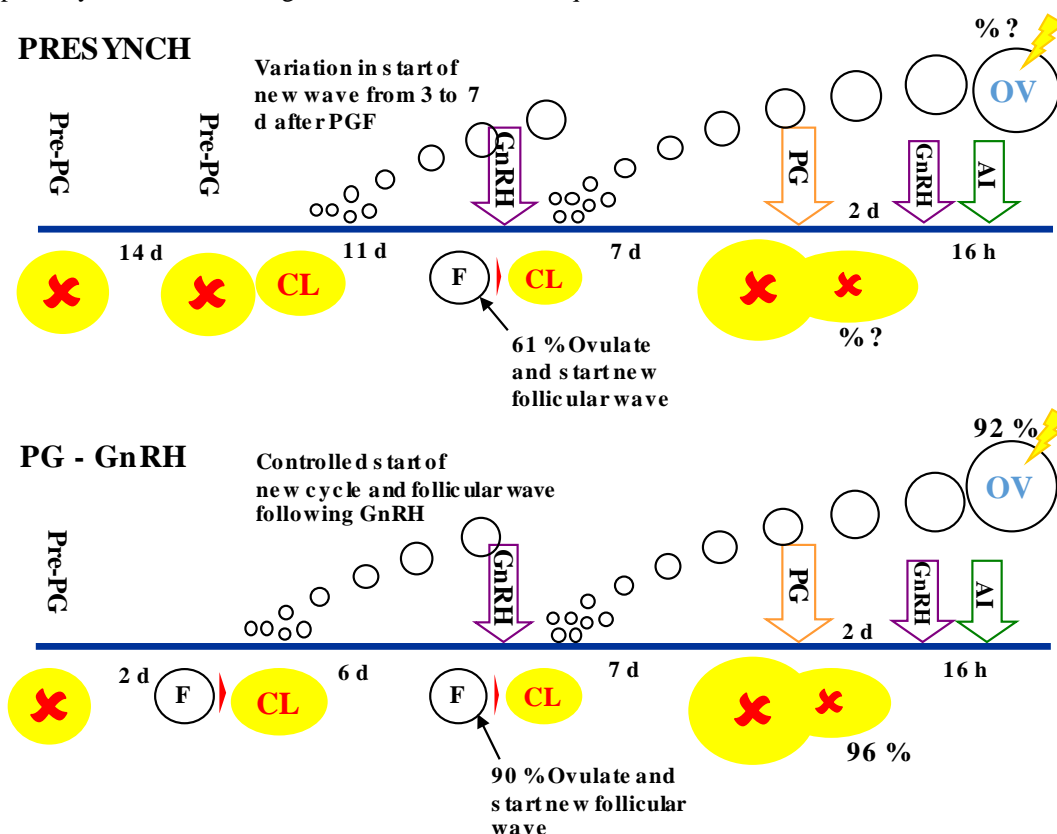 % ?
PRESYNCH
Variation in start of
new wave from 3 to 7
d after PGF
OV
Pre-PG
Pre-PG
GnRH
PG
GnRH
AI
2 d
14 d
11 d
7 d
16 h
CL
F
CL
% ?
61 % Ovulate
and start new
follicular wave
92 %
PG - GnRH
Controlled start of
new cycle and follicular wave
following GnRH
OV
Pre-PG
GnRH
PG
GnRH
AI
2 d
2 d
6 d
7 d
16 h
F
CL
F
CL
96 %
90 % Ovulate and
start new follicular
wave